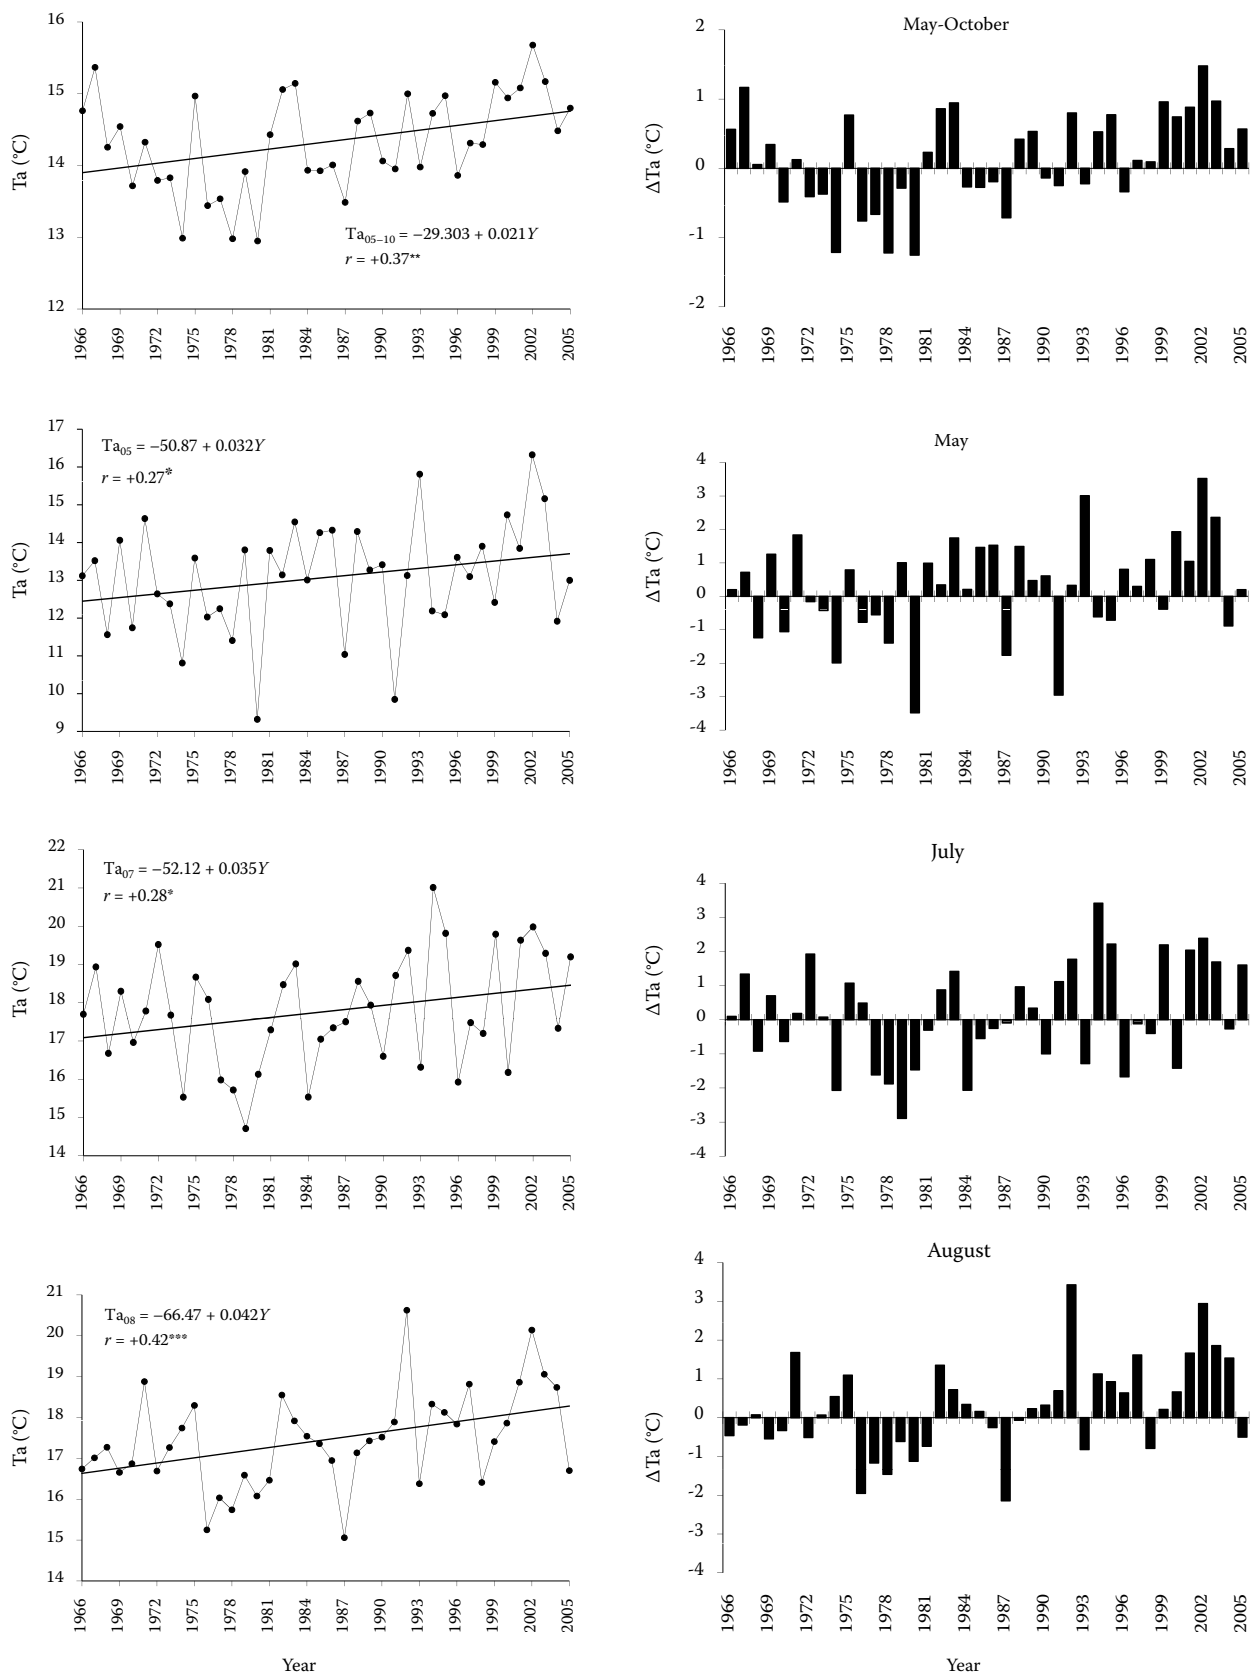 16
15
14
13
12
Ta (°C)
Ta05–10 = −29.303 + 0.021Y
r = +0.37**
1966 1969 1972 1975 1978 1981 1984 1987 1990 1993 1996 1999 2002 2005
May-October
2
1
0
-1
-2
ΔTa (°C)
1966 1969 1972 1975 1978 1981 1984 1987 1990 1993 1996 1999 2002 2005
17
16
15
14
13
12
11
10
9
Ta (°C)
Ta05 = −50.87 + 0.032Y
r = +0.27*
1966 1969 1972 1975 1978 1981 1984 1987 1990 1993 1996 1999 2002 2005
May
4
3
2
1
0
-1
-2
-3
-4
ΔTa (°C)
1966 1969 1972 1975 1978 1981 1984 1987 1990 1993 1996 1999 2002 2005
22
21
20
19
18
17
16
15
14
Ta (°C)
Ta07 = −52.12 + 0.035Y
r = +0.28*
1966 1969 1972 1975 1978 1981 1984 1987 1990 1993 1996 1999 2002 2005
July
4
3
2
1
0
-1
-2
-3
-4
ΔTa (°C)
1966 1969 1972 1975 1978 1981 1984 1987 1990 1993 1996 1999 2002 2005
21
20
19
18
17
16
15
14
Ta (°C)
Ta08 = −66.47 + 0.042Y
r = +0.42***
1966 1969 1972 1975 1978 1981 1984 1987 1990 1993 1996 1999 2002 2005
Year
August
4
3
2
1
0
-1
-2
-3
-4
ΔTa (°C)
1966 1969 1972 1975 1978 1981 1984 1987 1990 1993 1996 1999 2002 2005
Year